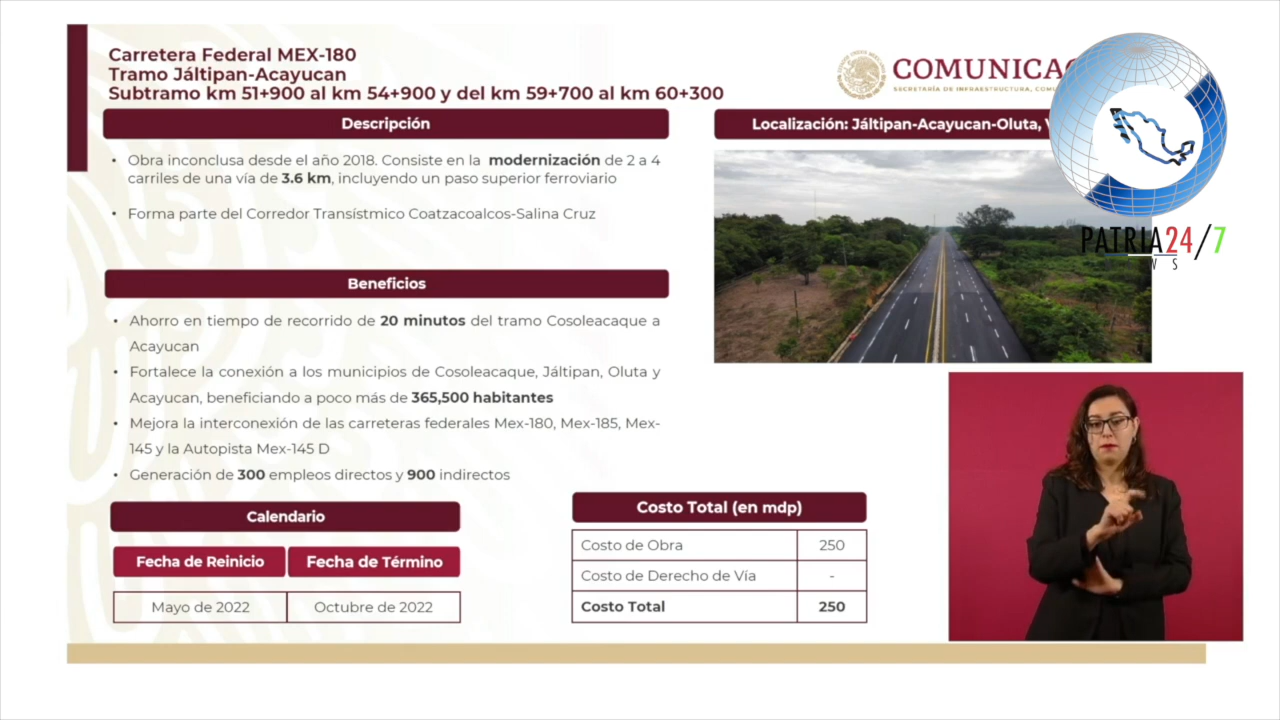 Carretera Federal MEX-180
Tramo Jáltipan-Acayucan
Subtramo km 51+900 al km 54+900 y del km 59+700 al km 60+300
COMUNICAC
SECRETARÍA DE INFRAESTRUCTURA,
Descripción
• Obra inconclusa desde el año 2018. Consiste en la modernización de 2 a 4
carriles de una vía de 3.6 km, incluyendo un paso superior ferroviario
• Forma parte del Corredor Transístmico Coatzacoalcos-Salina Cruz
Localización: Jáltipan-Acayucan-Oluta,
PATRIA24/7
Beneficios
• Ahorro en tiempo de recorrido de 20 minutos del tramo Cosoleacaque a
Acayucan
• Fortalece la conexión a los municipios de Cosoleacaque, Jáltipan, Oluta y
Acayucan, beneficiando a poco más de 365,500 habitantes
• Mejora la interconexión de las carreteras federales Mex-180, Mex-185, Mex-
145 y la Autopista Mex-145 D
• Generación de 300 empleos directos y 900 indirectos
Calendario
Fecha de Reinicio Fecha de Término
Mayo de 2022 Octubre de 2022
Costo Total (en mdp)
Costo de Obra 250
Costo de Derecho de Vía -
Costo Total 250